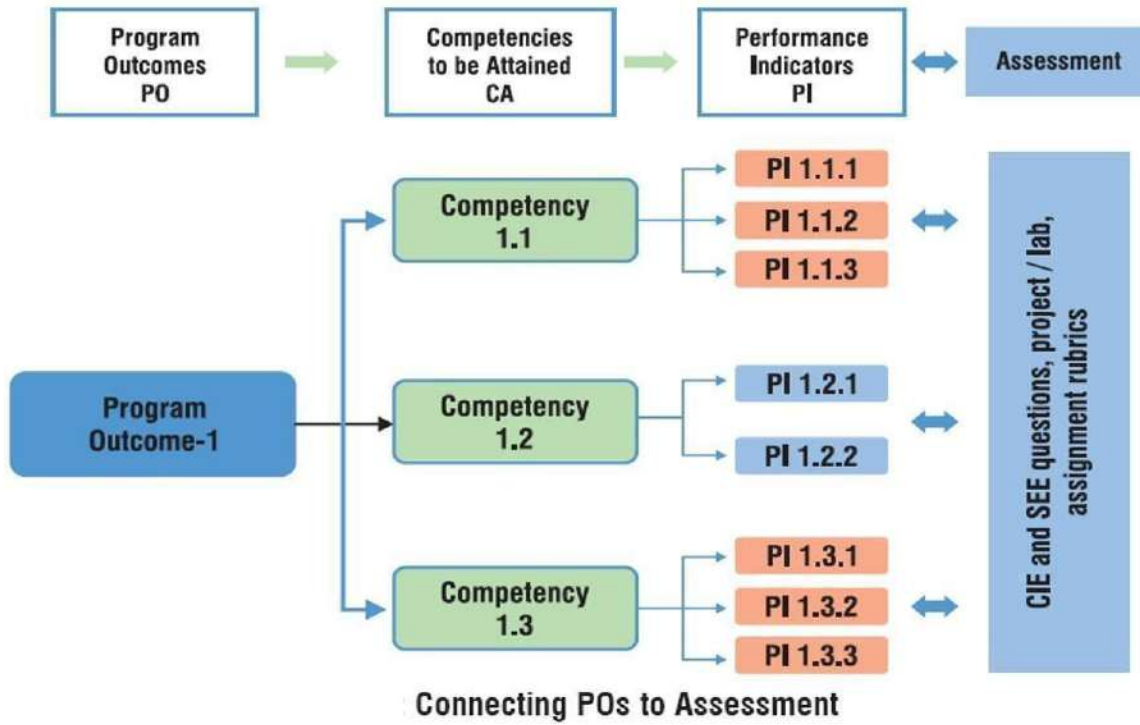 Program
Outcomes
PO
Competencies
to be Attained
CA
Performance
Indicators
PI
Assessment
Competency
1.1
PI 1.1.1
PI 1.1.2
PI 1.1.3
Program
Outcome-1
Competency
1.2
PI 1.2.1
PI 1.2.2
Competency
1.3
PI 1.3.1
PI 1.3.2
PI 1.3.3
CIE and SEE questions, project / lab,
assignment rubrics
: Connecting POs to Assessment